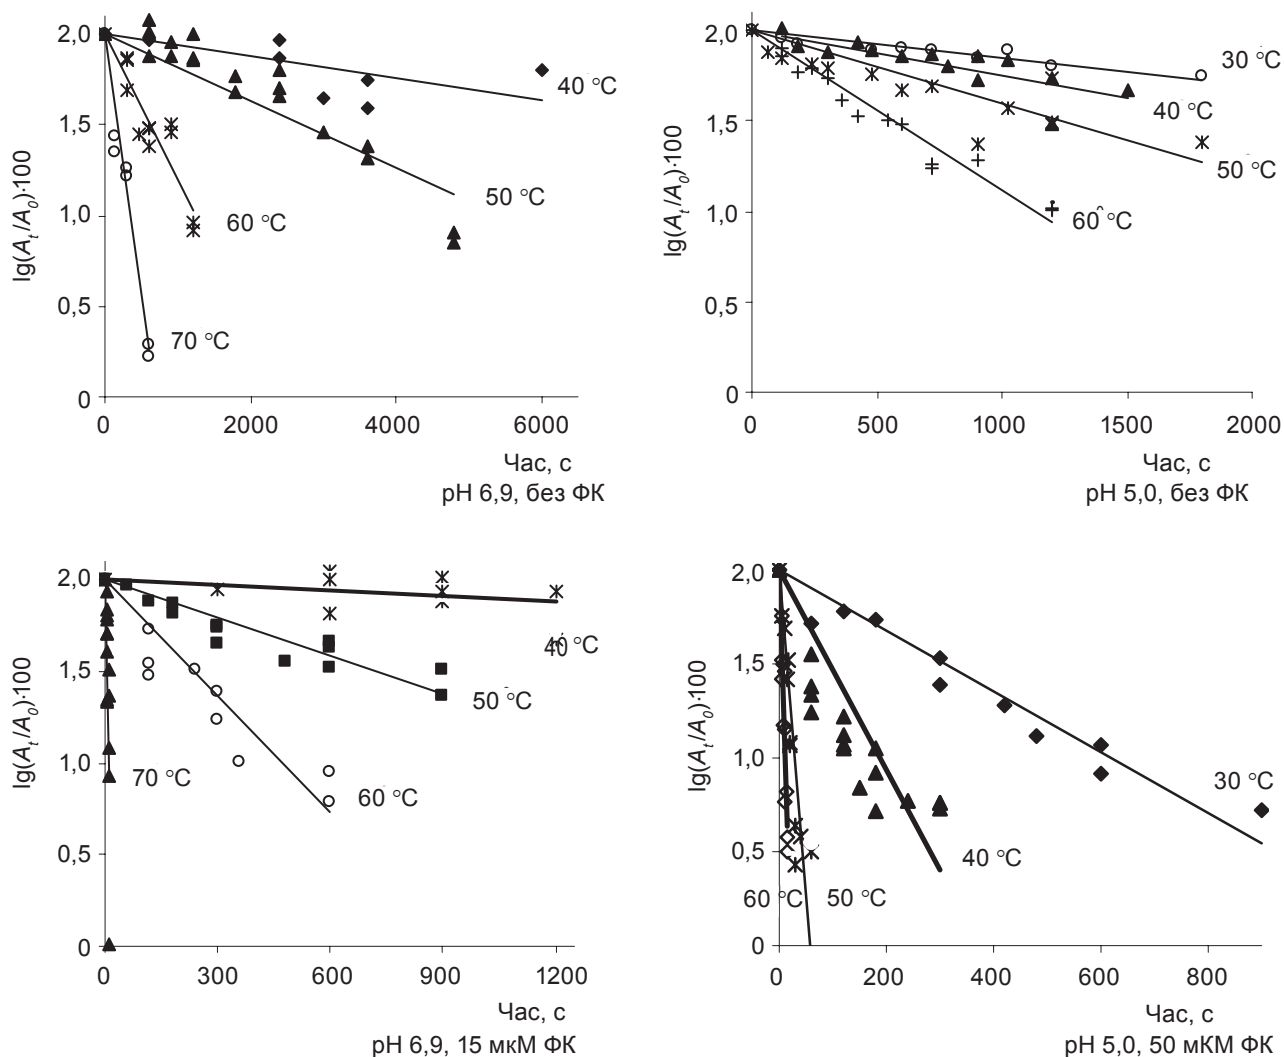 2,0
1,5
1,0
0,5
0
lg(Aₜ/A₀)·100
40 °C
50 °C
60 °C
70 °C
0 2000 4000 6000
Час, с
pH 6,9, без ФК
2,0
1,5
1,0
0,5
0
lg(Aₜ/A₀)·100
30 °C
40 °C
50 °C
60 °C
0 500 1000 1500 2000
Час, с
pH 5,0, без ФК
2,0
1,5
1,0
0,5
0
lg(Aₜ/A₀)·100
40 °C
50 °C
70 °C
60 °C
0 300 600 900 1200
Час, с
pH 6,9, 15 мкМ ФК
2,0
1,5
1,0
0,5
0
lg(Aₜ/A₀)·100
30 °C
40 °C
60 °C 50 °C
0 200 400 600 800
Час, с
pH 5,0, 50 мКМ ФК